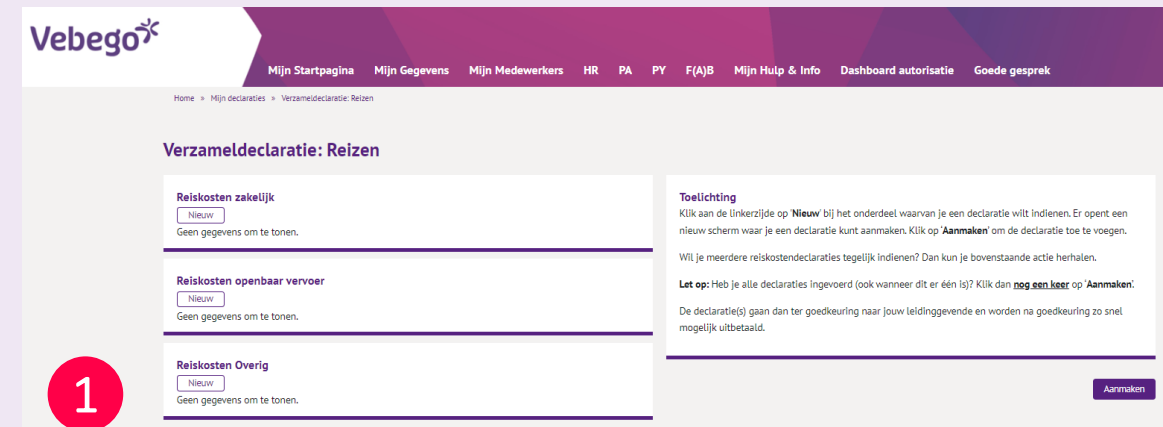 Vebego
Mijn Startpagina Mijn Gegevens Mijn Medewerkers HR PA PY F(A)B Mijn Hulp & Info Dashboard autorisatie Goede gesprek
Home » Mijn declaraties » Verzameldeclaratie: Reizen
Verzameldeclaratie: Reizen
Reiskosten zakelijk
Nieuw
Geen gegevens om te tonen.
Reiskosten openbaar vervoer
Nieuw
Geen gegevens om te tonen.
Reiskosten Overig
Nieuw
Geen gegevens om te tonen.
Toelichting
Klik aan de linkerzijde op 'Nieuw' bij het onderdeel waarvan je een declaratie wilt indienen. Er opent een
nieuw scherm waar je een declaratie kunt aanmaken. Klik op 'Aanmaken' om de declaratie toe te voegen.
Wil je meerdere reiskostendeclaraties tegelijk indienen? Dan kun je bovenstaande actie herhalen.
Let op: Heb je alle declaraties ingevoerd (ook wanneer dit er één is)? Klik dan nog een keer op 'Aanmaken'.
De declaratie(s) gaan dan ter goedkeuring naar jouw leidinggevende en worden na goedkeuring zo snel
mogelijk uitbetaald.
Aanmaken
1